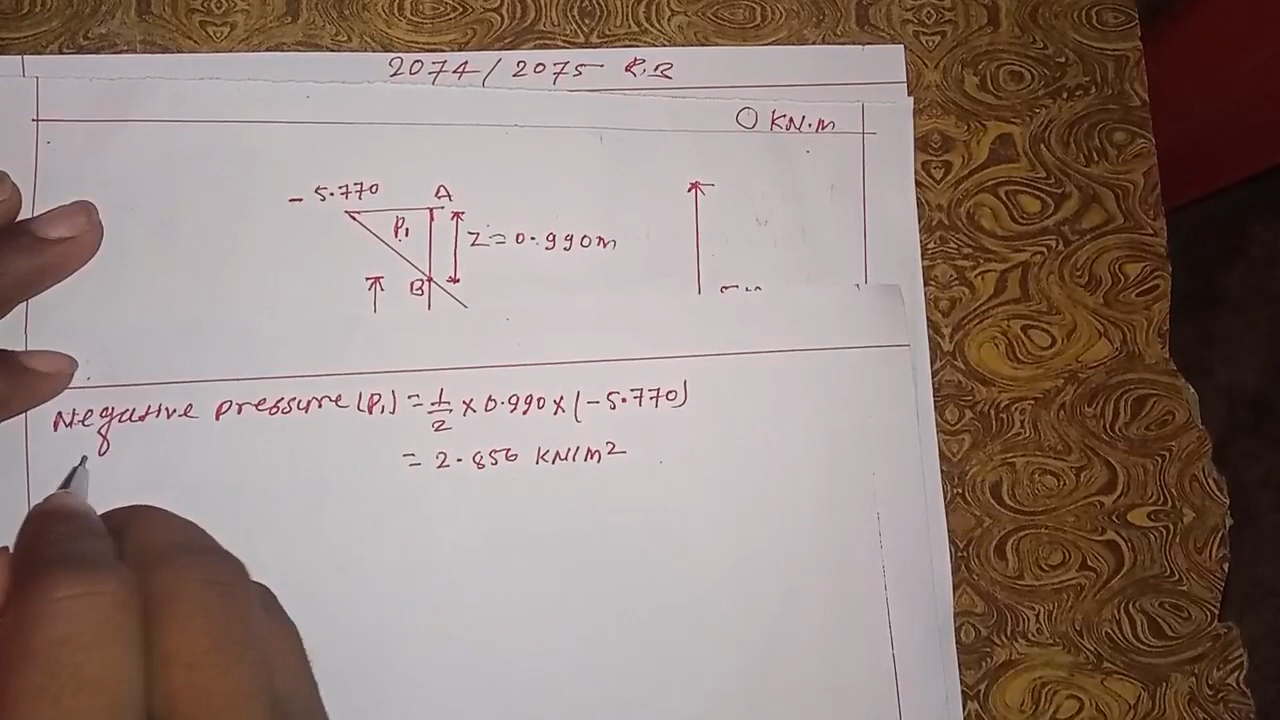 2074/2075 R.B
0 KN.m
- 5.770 A
P₁ Z = 0.990m
B
Negative pressure (P₁) = 1/2 × 0.990 × (-5.770)
= 2.856 KN/m²